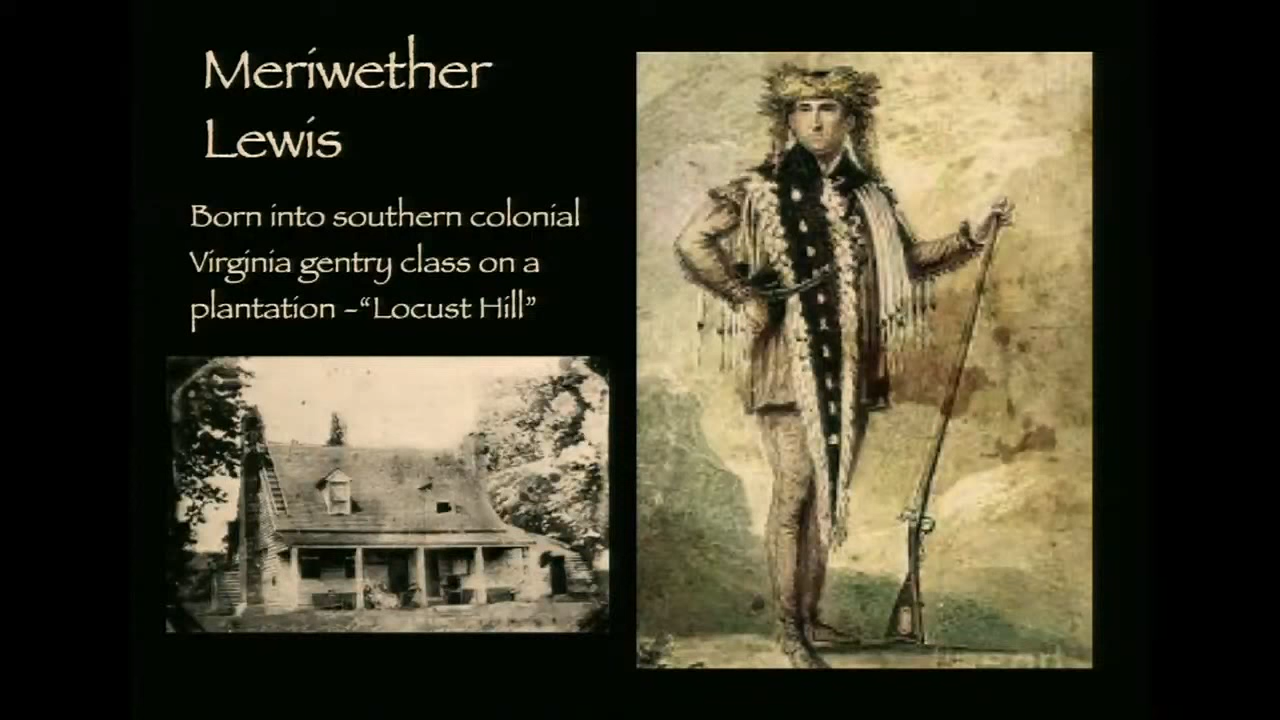 Meriwether
Lewis
Born into southern colonial
Virginia gentry class on a
plantation -“Locust Hill”